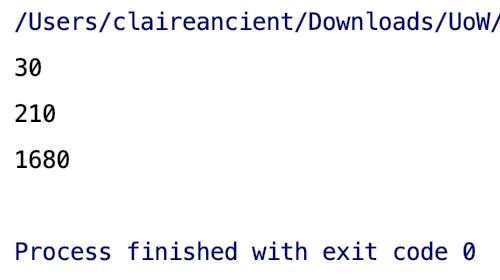 /Users/claireancient/Downloads/UoW/
30
210
1680
Process finished with exit code 0